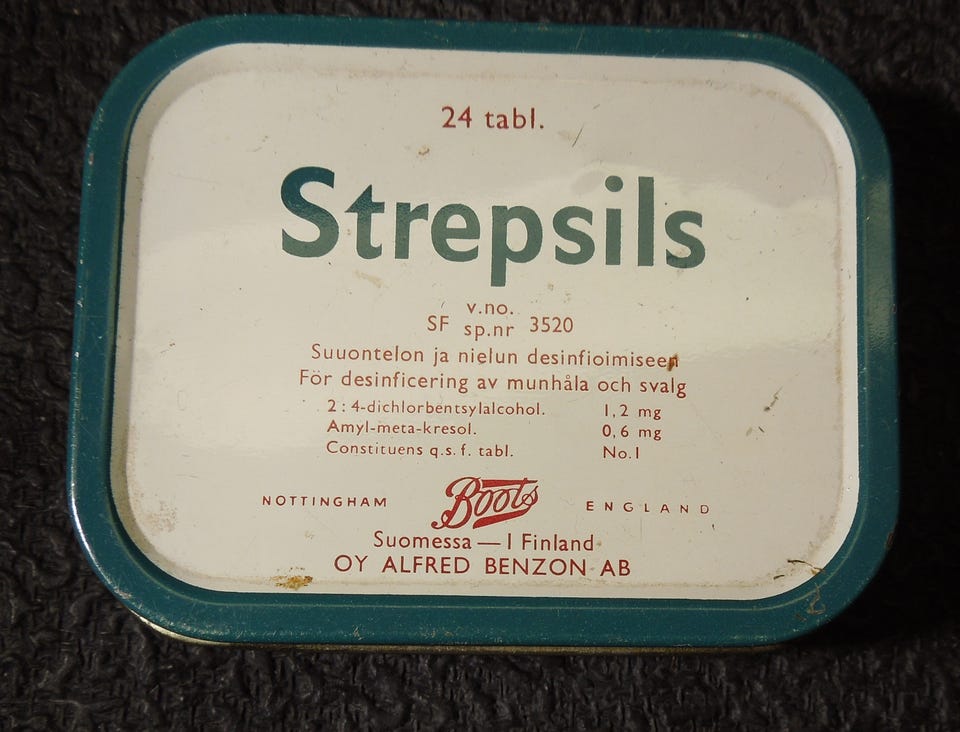 24 tabl.
Strepsils
v.no.
SF sp.nr 3520
Suuontelon ja nielun desinfioimiseen
För desinficering av munhåla och svalg
2:4-dichlorbentsylalcohol. 1,2 mg
Amyl-meta-kresol. 0,6 mg
Constituens q.s.f. tabl. No.1
NOTTINGHAM Boots ENGLAND
Suomessa — I Finland
OY ALFRED BENZON AB